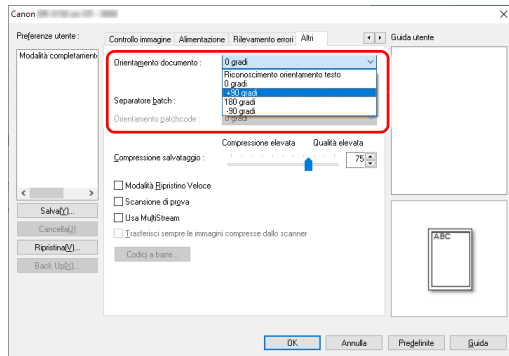 Canon
Preferenze utente :
Modalità completamente
Salva(Y)...
Cancella(J)
Ripristina(V)...
Back Up(X)...
Controllo immagine
Alimentazione
Rilevamento errori
Altri
Orientamento documento :
0 gradi
Riconoscimento orientamento testo
0 gradi
+90 gradi
180 gradi
-90 gradi
Separatore batch :
Orientamento patchcode :
0 gradi
Compressione elevata
Qualità elevata
Compressione salvataggio :
75
Modalità Ripristino Veloce
Scansione di prova
Usa MultiStream
Trasferisci sempre le immagini compresse dallo scanner
Codici a barre...
Guida utente
ABC
OK
Annulla
Predefinite
Guida